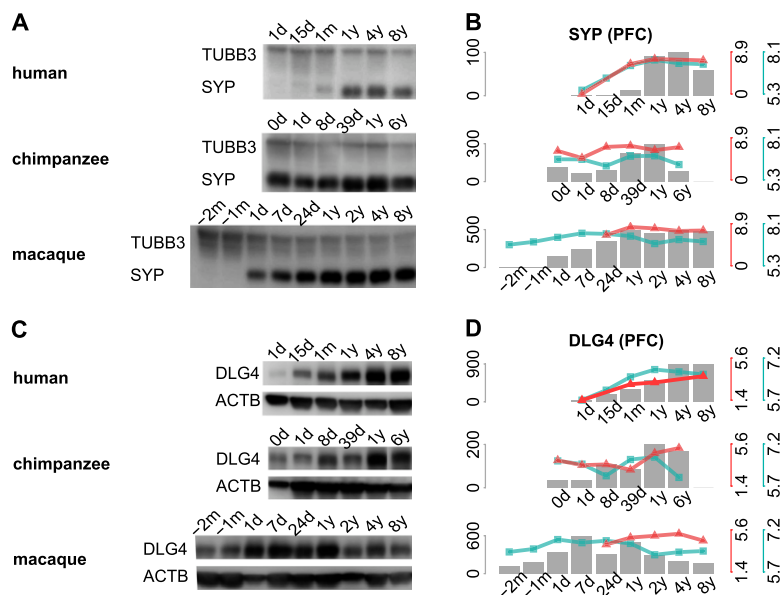 A
1d 15d 1m 1y 4y 8y
human
TUBB3
SYP
0d 1d 8d 39d 1y 6y
chimpanzee
TUBB3
SYP
−2m −1m 1d 7d 24d 1y 2y 4y 8y
macaque
TUBB3
SYP
B
SYP (PFC)
100
0
8.9
0
8.1
5.3
1d 15d 1m 1y 4y 8y
300
0
8.9
0
8.1
5.3
0d 1d 8d 39d 1y 6y
500
0
8.9
0
8.1
5.3
−2m −1m 1d 7d 24d 1y 2y 4y 8y
C
1d 15d 1m 1y 4y 8y
human
DLG4
ACTB
0d 1d 8d 39d 1y 6y
chimpanzee
DLG4
ACTB
−2m −1m 1d 7d 24d 1y 2y 4y 8y
macaque
DLG4
ACTB
D
DLG4 (PFC)
900
0
5.6
1.4
7.2
5.7
1d 15d 1m 1y 4y 8y
200
0
5.6
1.4
7.2
5.7
0d 1d 8d 39d 1y 6y
600
0
5.6
1.4
7.2
5.7
−2m −1m 1d 7d 24d 1y 2y 4y 8y